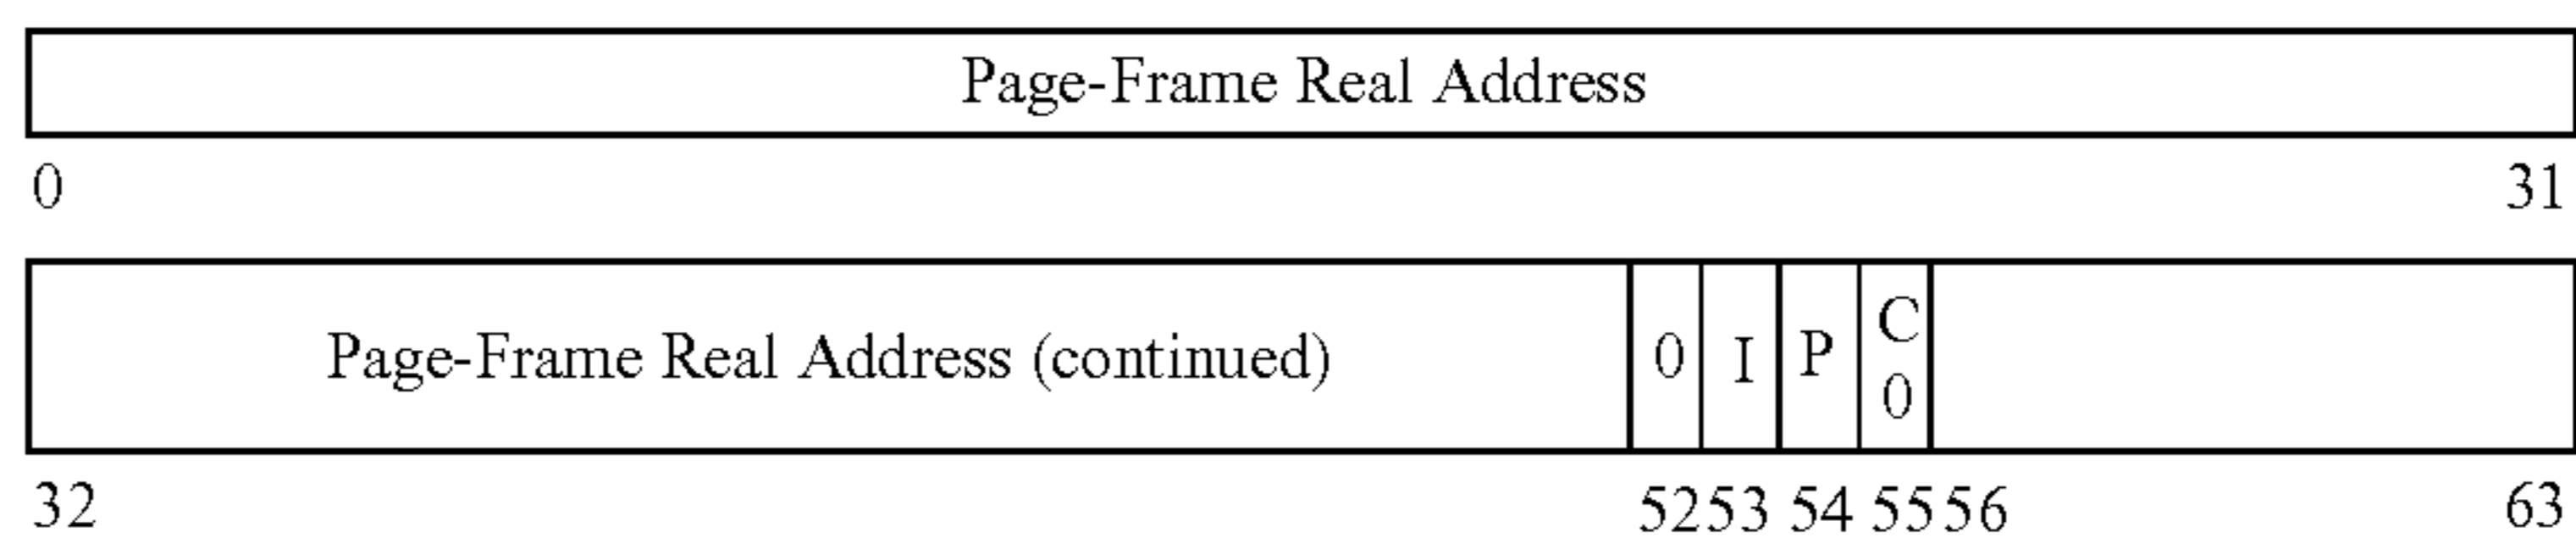 Page-Frame Real Address
0 31
Page-Frame Real Address (continued) 0 I P C 0
32 52 53 54 55 56 63